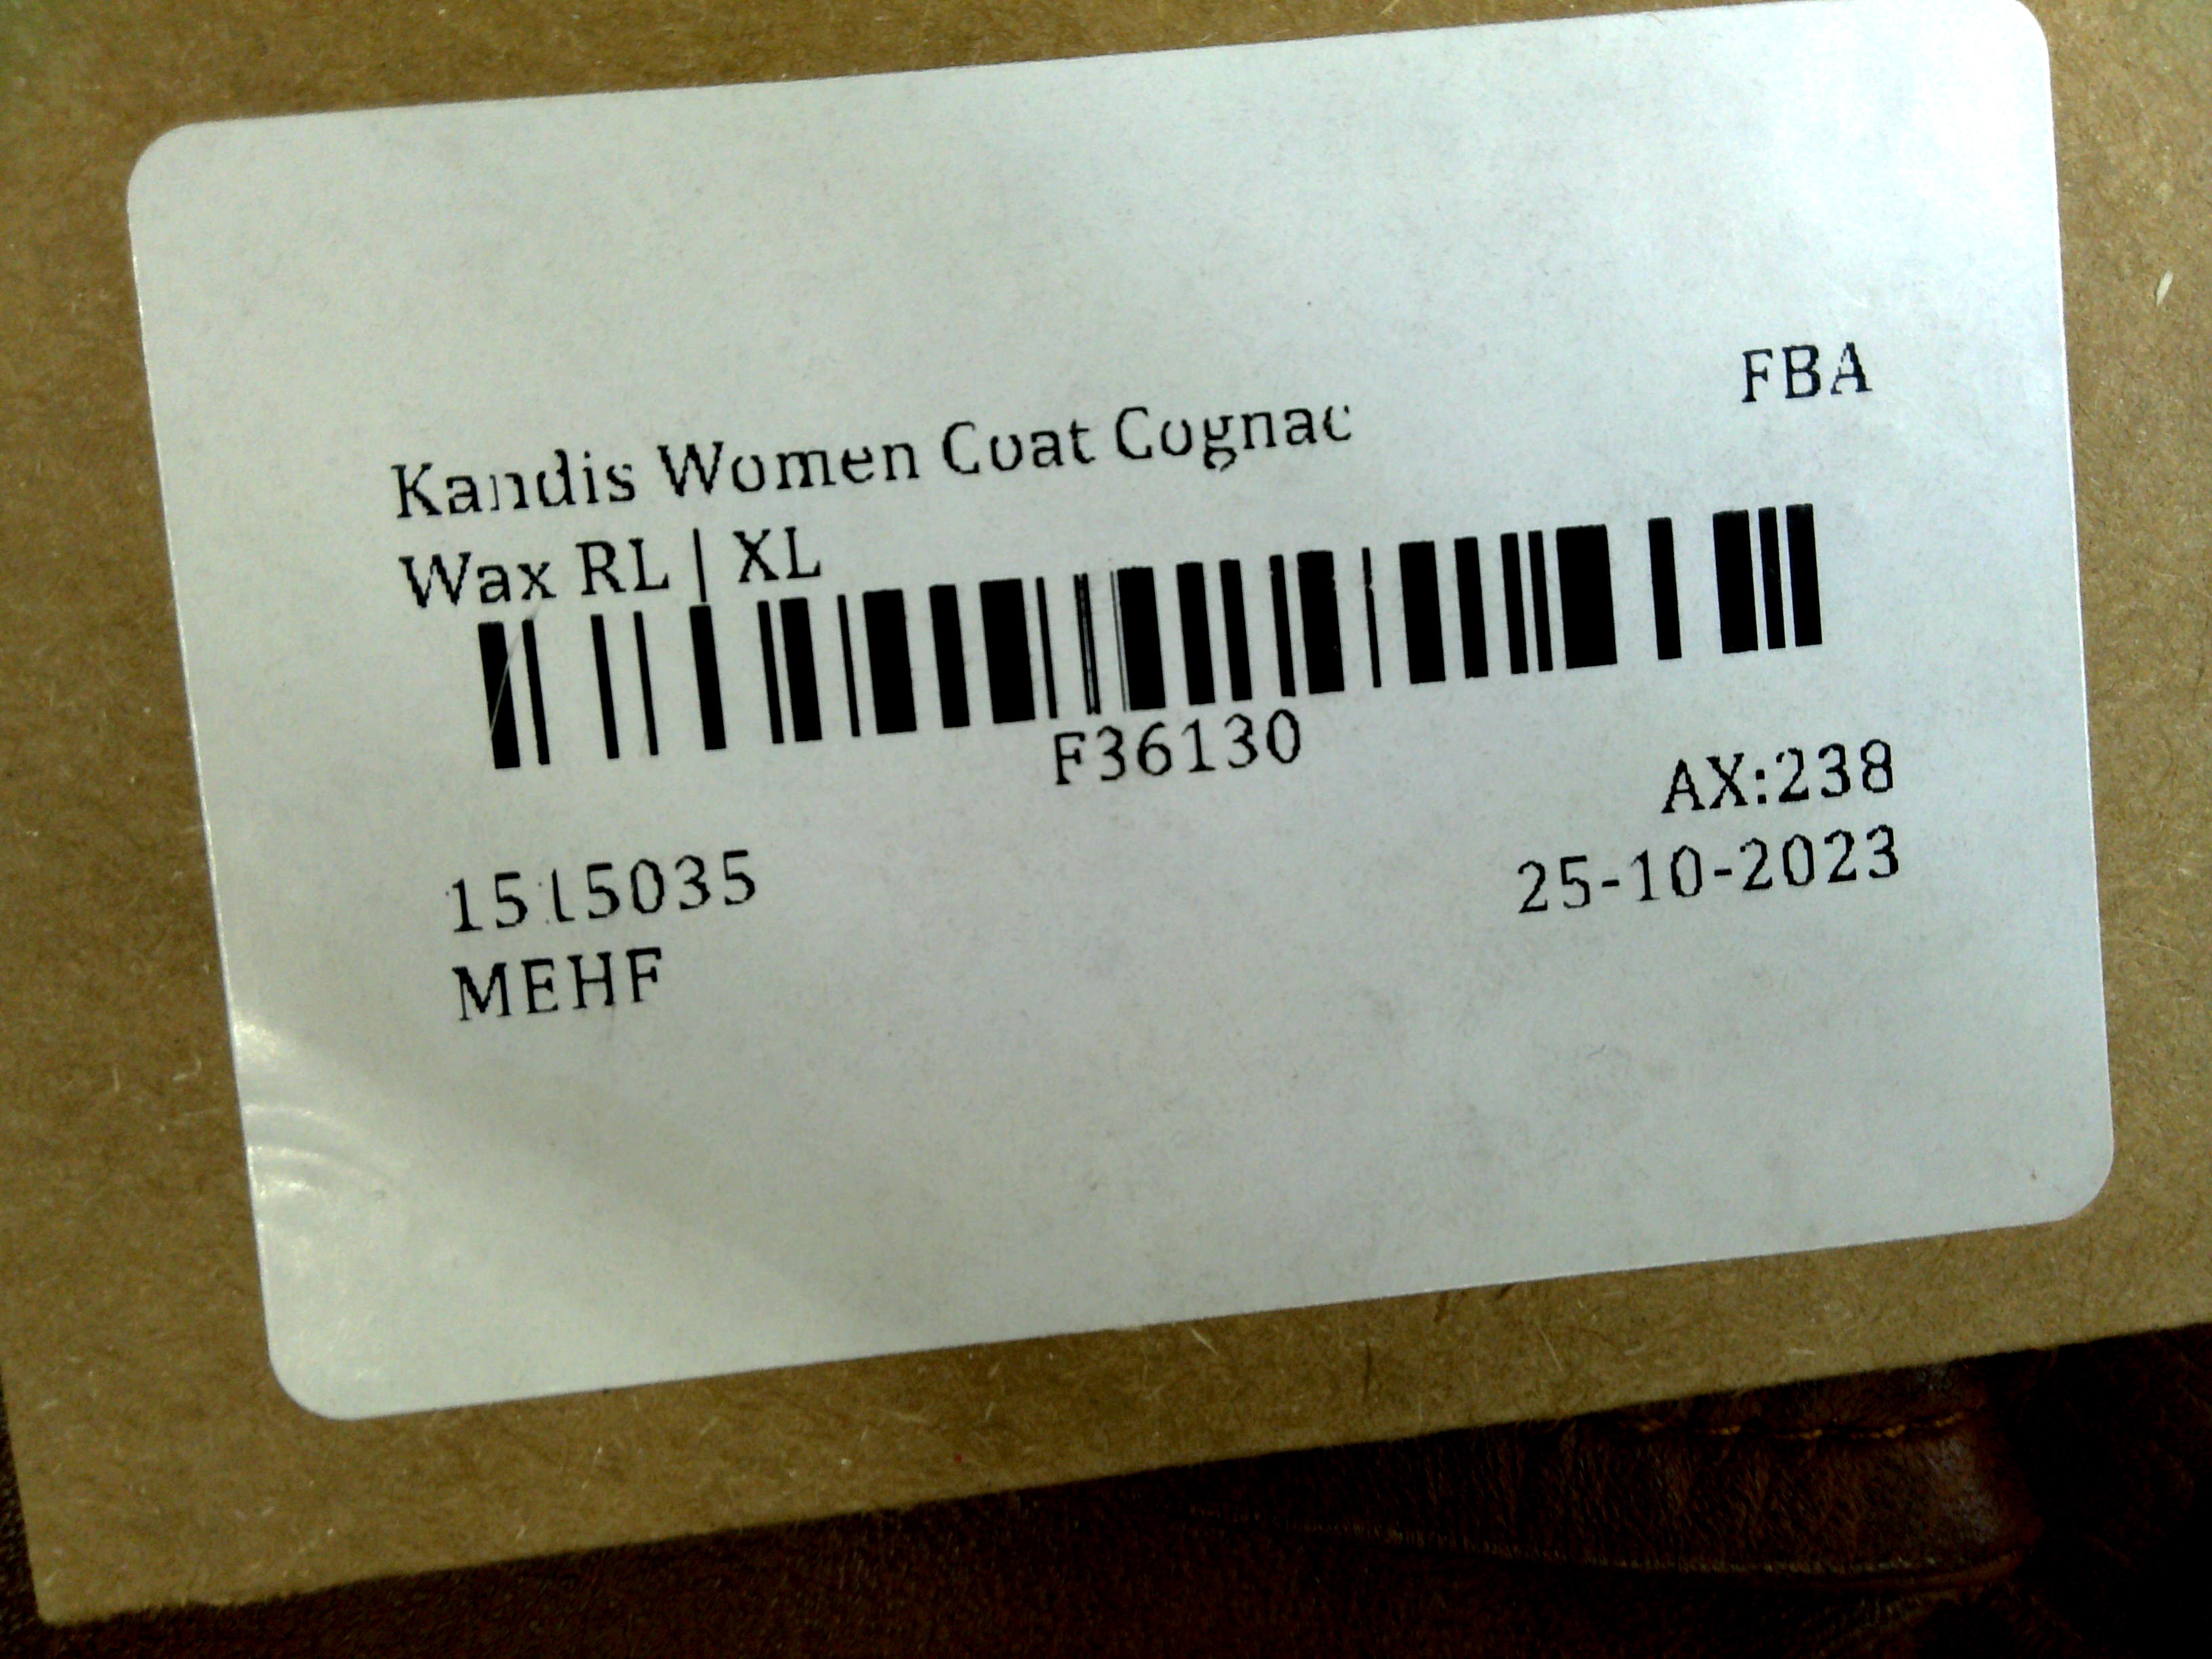 FBA
Kandis Women Coat Cognac
Wax RL | XL
F36130
AX:238
1515035
25-10-2023
MEHF